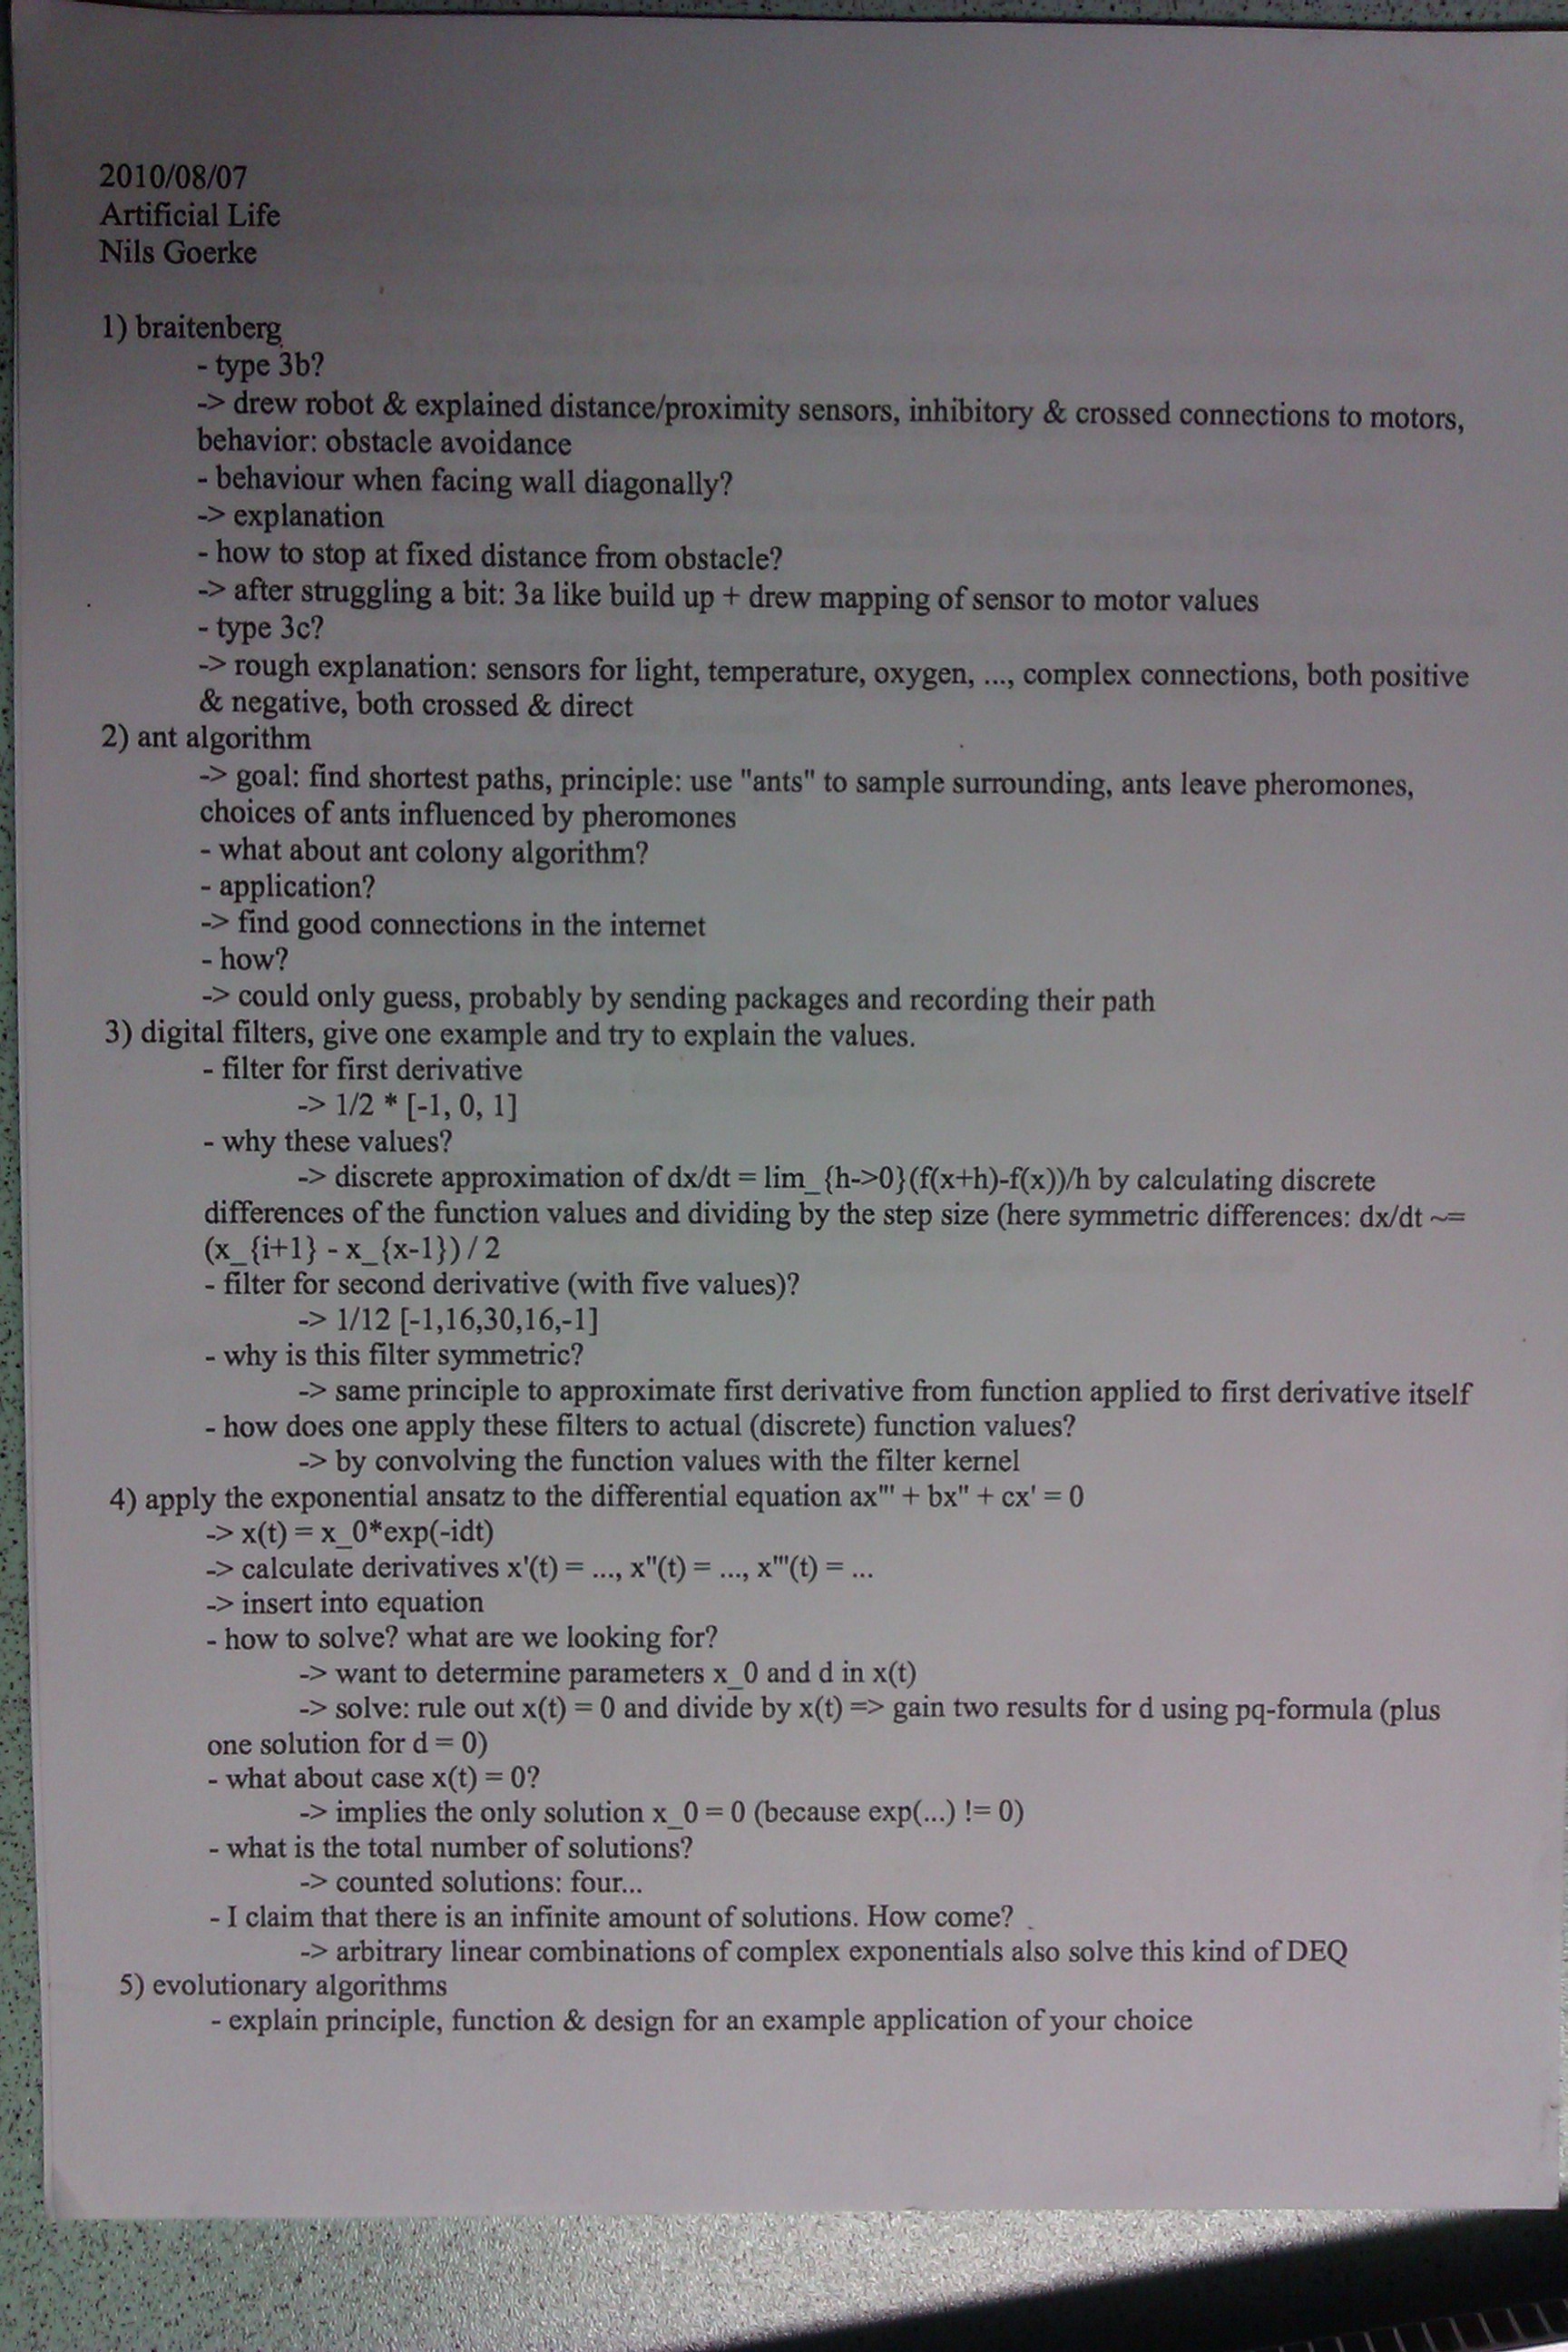 2010/08/07
Artificial Life
Nils Goerke
1) braitenberg
- type 3b?
-> drew robot & explained distance/proximity sensors, inhibitory & crossed connections to motors,
behavior: obstacle avoidance
- behaviour when facing wall diagonally?
-> explanation
- how to stop at fixed distance from obstacle?
-> after struggling a bit: 3a like build up + drew mapping of sensor to motor values
- type 3c?
-> rough explanation: sensors for light, temperature, oxygen, ..., complex connections, both positive
& negative, both crossed & direct
2) ant algorithm
-> goal: find shortest paths, principle: use "ants" to sample surrounding, ants leave pheromones,
choices of ants influenced by pheromones
- what about ant colony algorithm?
- application?
-> find good connections in the internet
- how?
-> could only guess, probably by sending packages and recording their path
3) digital filters, give one example and try to explain the values.
- filter for first derivative
-> 1/2 * [-1, 0, 1]
- why these values?
-> discrete approximation of dx/dt = lim_{h->0}(f(x+h)-f(x))/h by calculating discrete
differences of the function values and dividing by the step size (here symmetric differences: dx/dt ~=
(x_{i+1} - x_{x-1}) / 2
- filter for second derivative (with five values)?
-> 1/12 [-1,16,30,16,-1]
- why is this filter symmetric?
-> same principle to approximate first derivative from function applied to first derivative itself
- how does one apply these filters to actual (discrete) function values?
-> by convolving the function values with the filter kernel
4) apply the exponential ansatz to the differential equation ax''' + bx'' + cx' = 0
-> x(t) = x_0*exp(-idt)
-> calculate derivatives x'(t) = ..., x''(t) = ..., x'''(t) = ...
-> insert into equation
- how to solve? what are we looking for?
-> want to determine parameters x_0 and d in x(t)
-> solve: rule out x(t) = 0 and divide by x(t) => gain two results for d using pq-formula (plus
one solution for d = 0)
- what about case x(t) = 0?
-> implies the only solution x_0 = 0 (because exp(...) != 0)
- what is the total number of solutions?
-> counted solutions: four...
- I claim that there is an infinite amount of solutions. How come?
-> arbitrary linear combinations of complex exponentials also solve this kind of DEQ
5) evolutionary algorithms
- explain principle, function & design for an example application of your choice